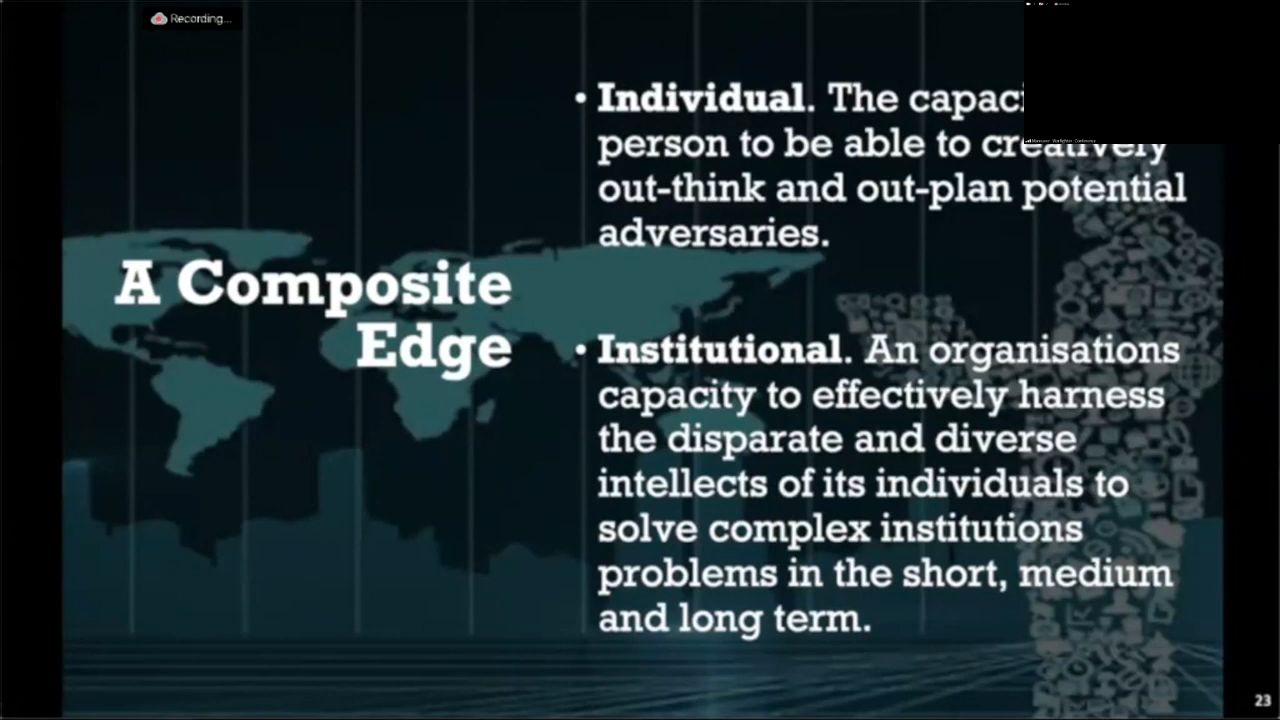 Recording...
A Composite
Edge
• Individual. The capaci
person to be able to creatively
out-think and out-plan potential
adversaries.
• Institutional. An organisations
capacity to effectively harness
the disparate and diverse
intellects of its individuals to
solve complex institutions
problems in the short, medium
and long term.
23